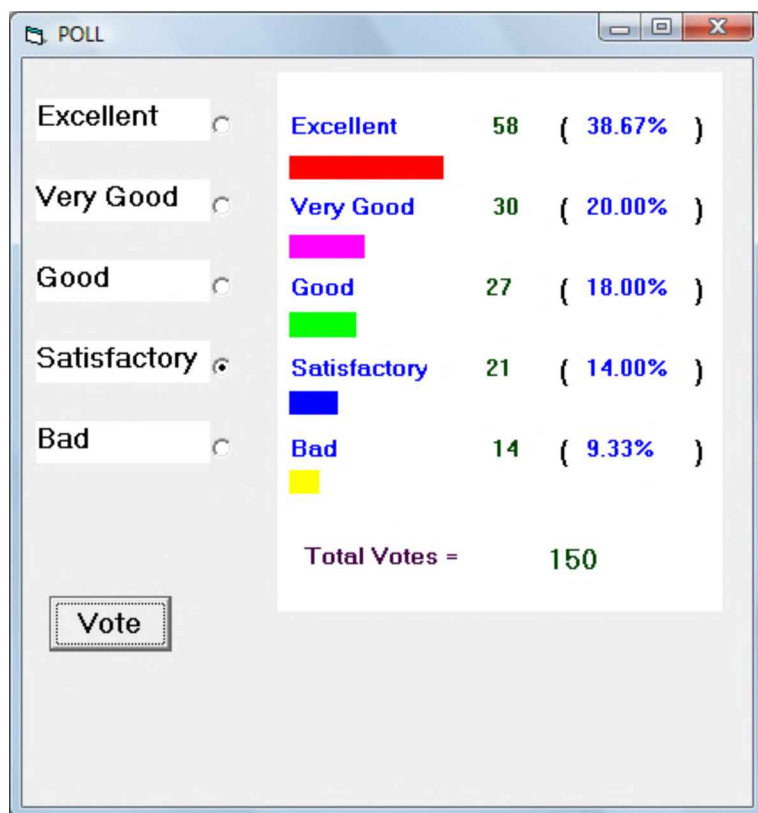 POLL
Excellent
Very Good
Good
Satisfactory
Bad
Vote
Excellent 58 ( 38.67% )
Very Good 30 ( 20.00% )
Good 27 ( 18.00% )
Satisfactory 21 ( 14.00% )
Bad 14 ( 9.33% )
Total Votes = 150